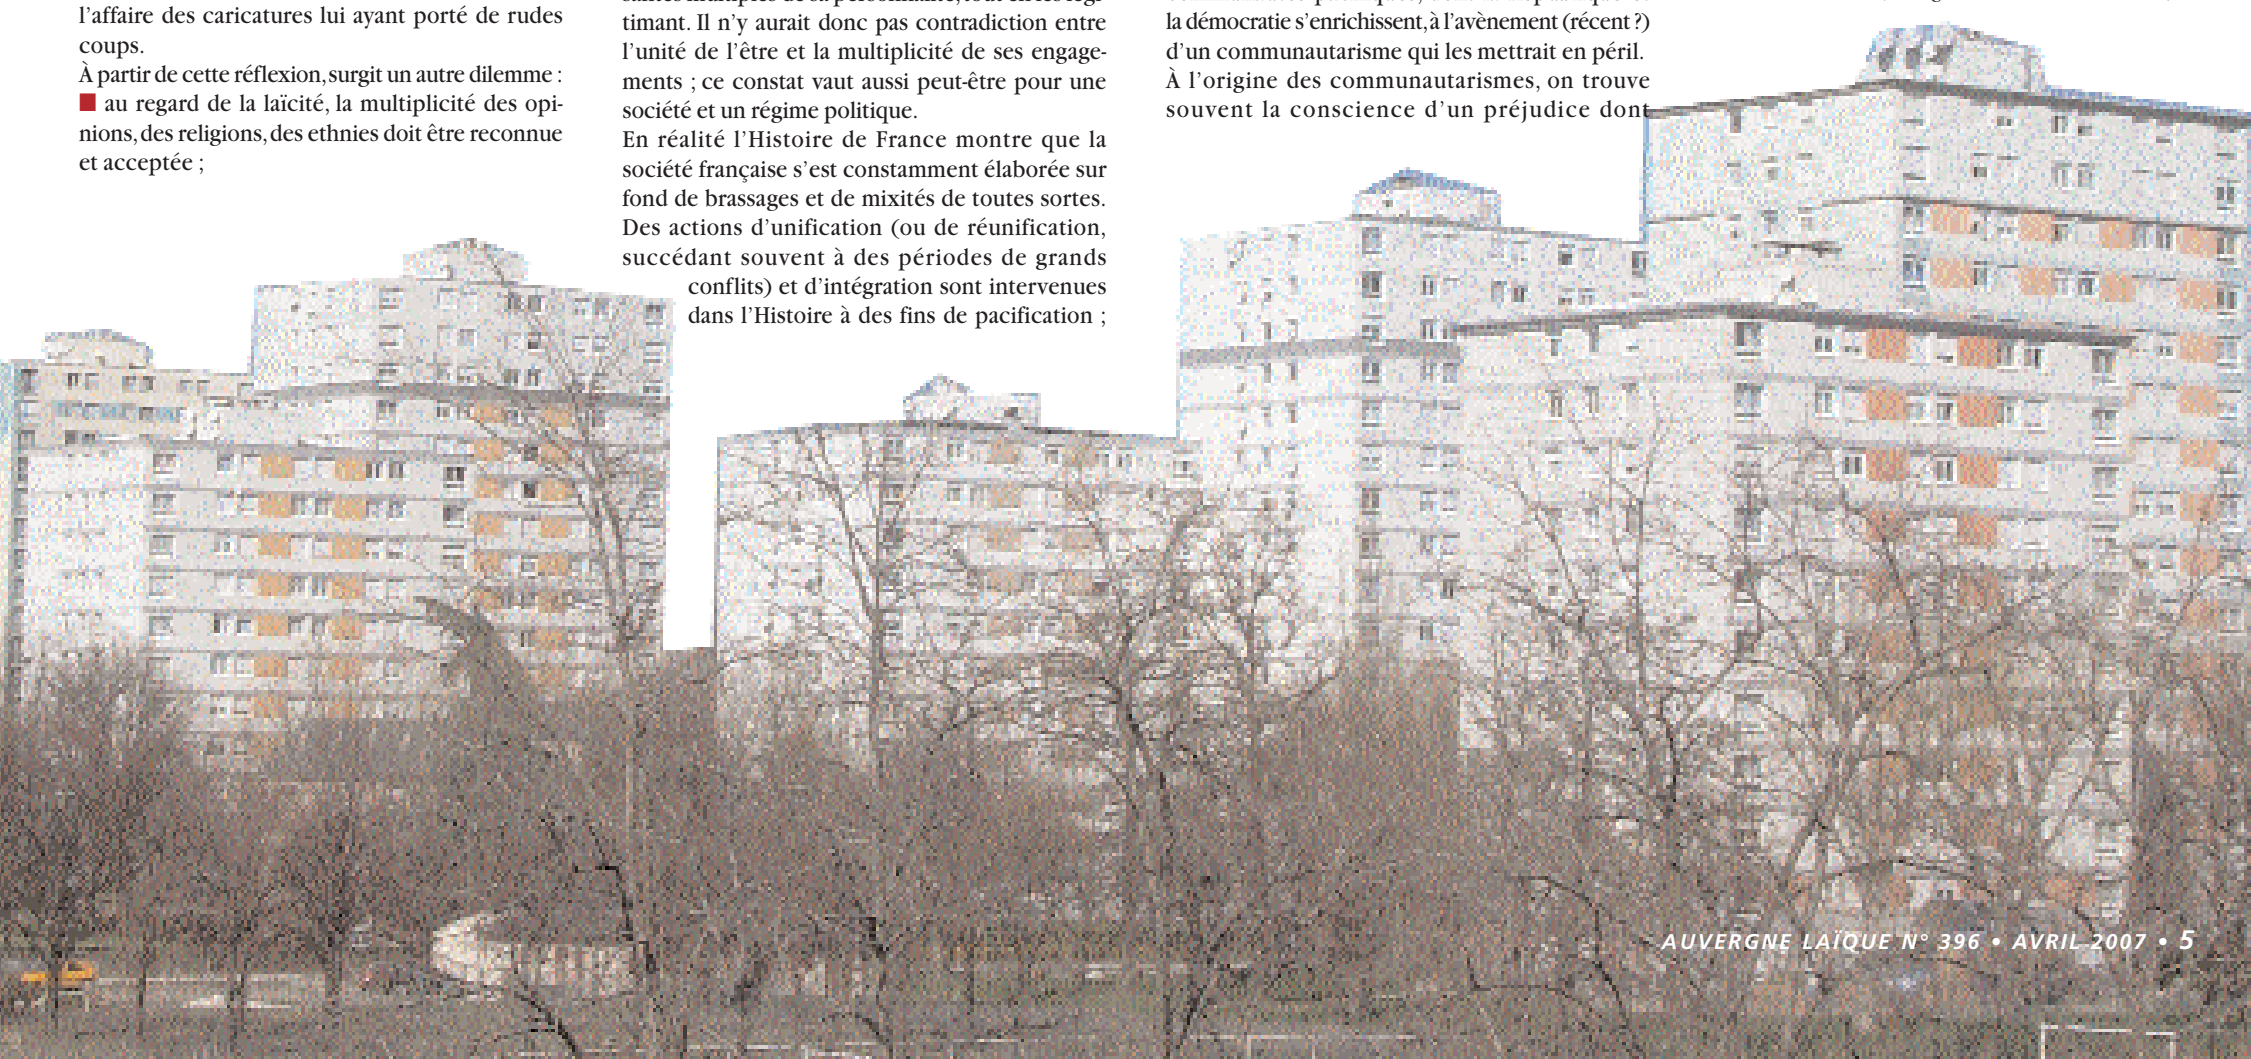 l'affaire des caricatures lui ayant porté de rudes
coups.
À partir de cette réflexion, surgit un autre dilemme :
■ au regard de la laïcité, la multiplicité des opi-
nions, des religions, des ethnies doit être reconnue
et acceptée ;
timant. Il n'y aurait donc pas contradiction entre
l'unité de l'être et la multiplicité de ses engage-
ments ; ce constat vaut aussi peut-être pour une
société et un régime politique.
En réalité l'Histoire de France montre que la
société française s'est constamment élaborée sur
fond de brassages et de mixités de toutes sortes.
Des actions d'unification (ou de réunification,
succédant souvent à des périodes de grands
conflits) et d'intégration sont intervenues
dans l'Histoire à des fins de pacification ;
la démocratie s'enrichissent, à l'avènement (récent ?)
d'un communautarisme qui les mettrait en péril.
À l'origine des communautarismes, on trouve
souvent la conscience d'un préjudice dont
AUVERGNE LAÏQUE N° 396 • AVRIL 2007 • 5